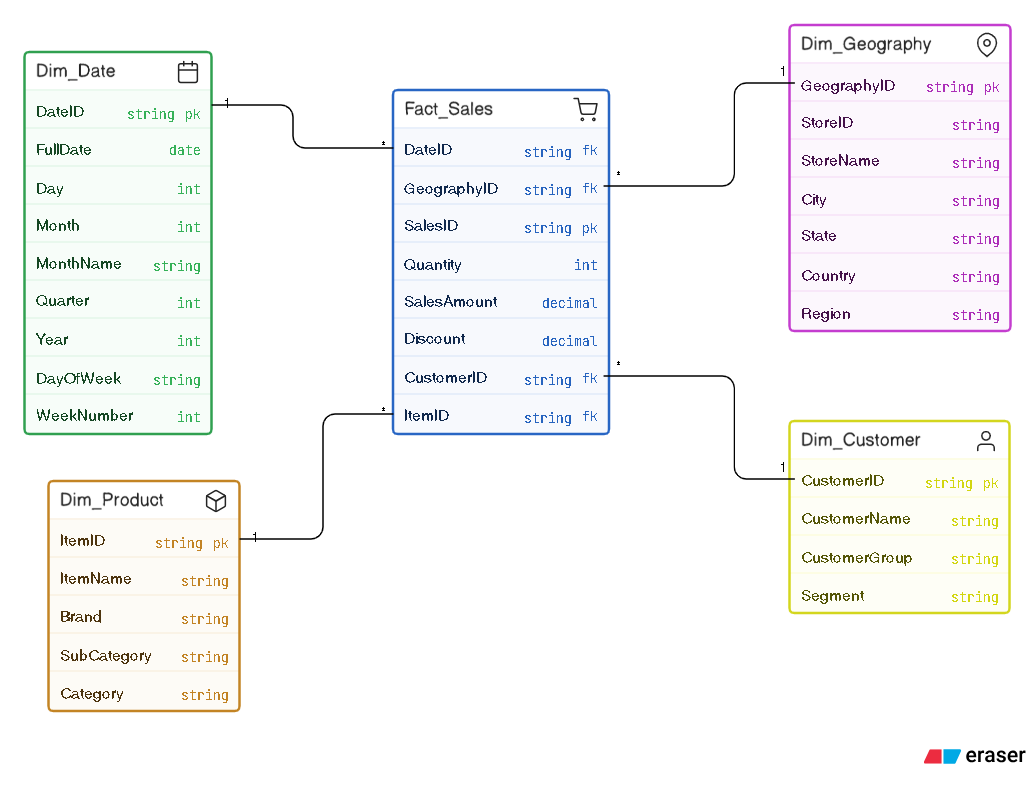 Dim_Date
DateID string pk
FullDate date
Day int
Month int
MonthName string
Quarter int
Year int
DayOfWeek string
WeekNumber int
1
*
Fact_Sales
DateID string fk
GeographyID string fk
SalesID string pk
Quantity int
SalesAmount decimal
Discount decimal
CustomerID string fk
ItemID string fk
*
1
Dim_Geography
GeographyID string pk
StoreID string
StoreName string
City string
State string
Country string
Region string
*
1
Dim_Customer
CustomerID string pk
CustomerName string
CustomerGroup string
Segment string
*
1
Dim_Product
ItemID string pk
ItemName string
Brand string
SubCategory string
Category string
eraser